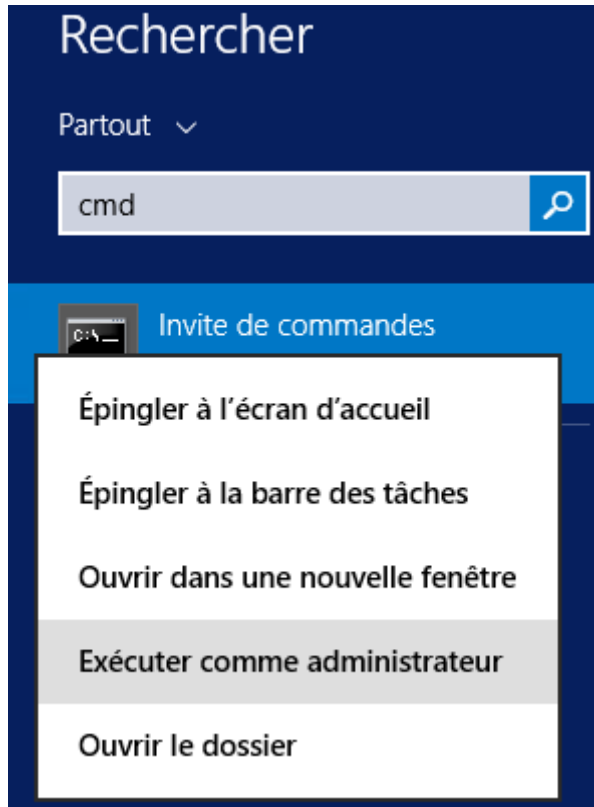 Rechercher
Partout
cmd
C:\_
Invite de commandes
Épingler à l’écran d’accueil
Épingler à la barre des tâches
Ouvrir dans une nouvelle fenêtre
Exécuter comme administrateur
Ouvrir le dossier